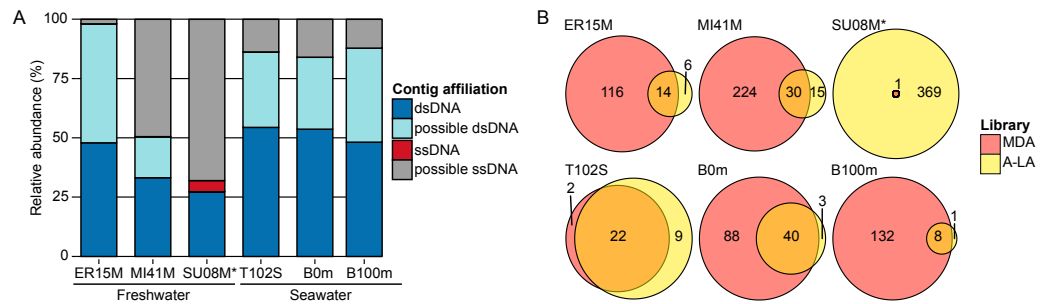 A
Relative abundance (%)
100
75
50
25
0
ER15M MI41M SU08M* T102S B0m B100m
Freshwater Seawater
Contig affiliation
dsDNA
possible dsDNA
ssDNA
possible ssDNA
B
ER15M MI41M SU08M*
116 14 6 224 30 15 1 369
T102S B0m B100m
2 22 9 88 40 3 132 8 1
Library
MDA
A-LA